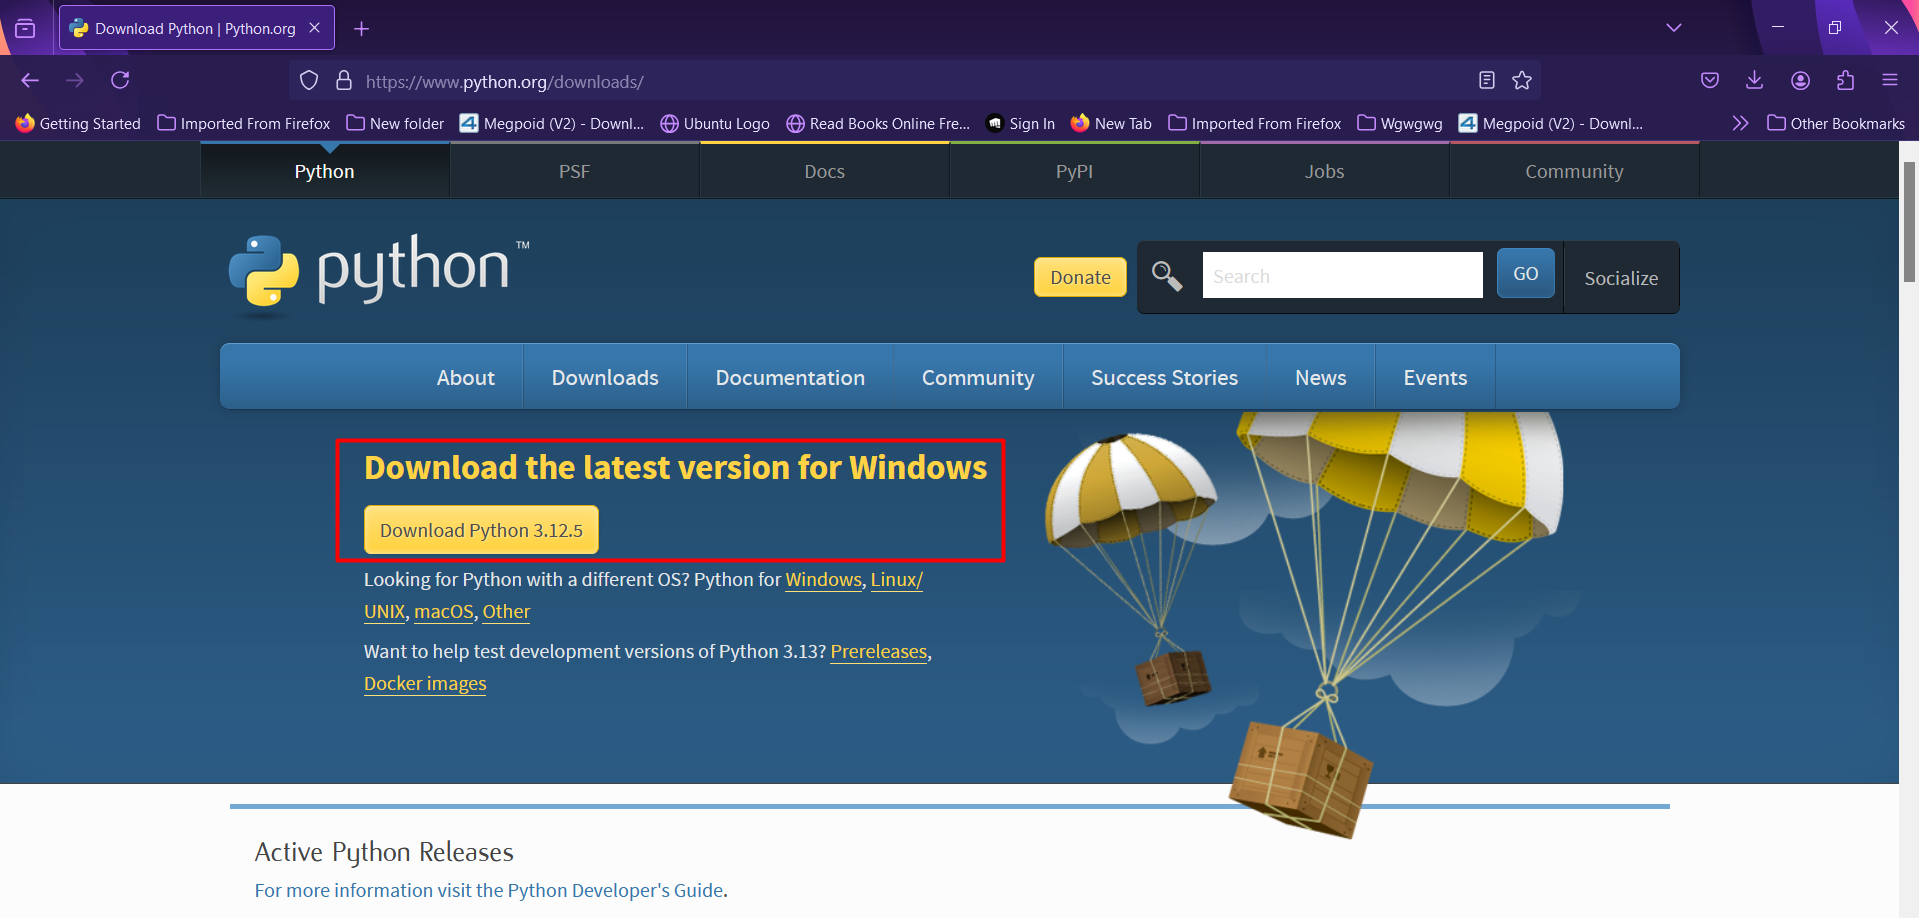 Download Python | Python.org
https://www.python.org/downloads/
Getting Started
Imported From Firefox
New folder
Megpoid (V2) - Downl...
Ubuntu Logo
Read Books Online Fre...
Sign In
New Tab
Imported From Firefox
Wgwgwg
Megpoid (V2) - Downl...
Other Bookmarks
Python
PSF
Docs
PyPI
Jobs
Community
python™
Donate
Search
GO
Socialize
About
Downloads
Documentation
Community
Success Stories
News
Events
Download the latest version for Windows
Download Python 3.12.5
Looking for Python with a different OS? Python for Windows, Linux/
UNIX, macOS, Other
Want to help test development versions of Python 3.13? Prereleases,
Docker images
Active Python Releases
For more information visit the Python Developer's Guide.